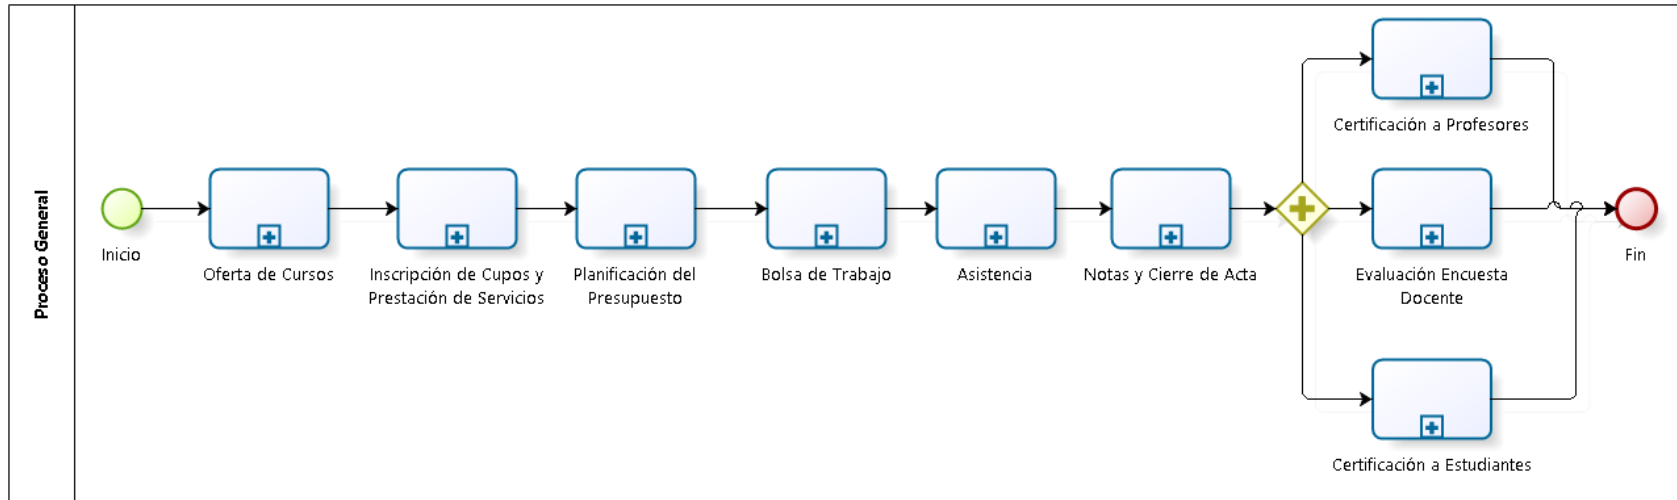 Proceso General
Inicio
Oferta de Cursos
Inscripción de Cupos y
Prestación de Servicios
Planificación del
Presupuesto
Bolsa de Trabajo
Asistencia
Notas y Cierre de Acta
Certificación a Profesores
Evaluación Encuesta
Docente
Certificación a Estudiantes
Fin